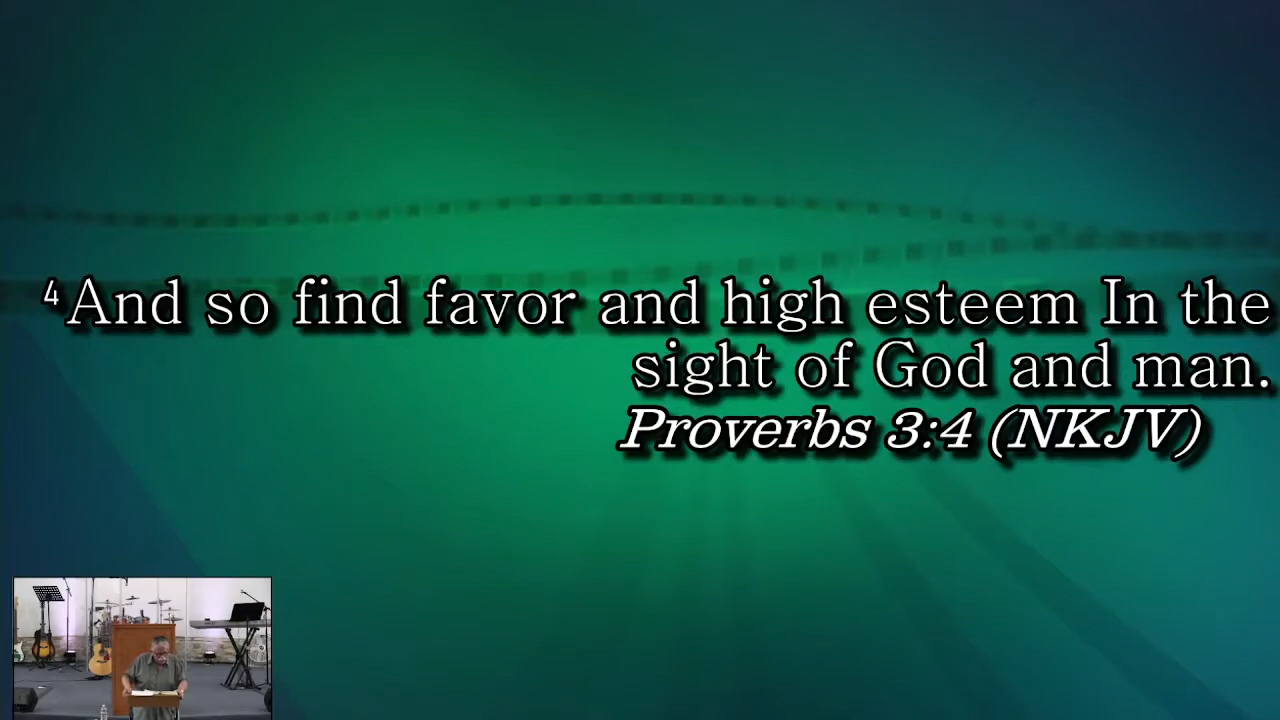 ⁴And so find favor and high esteem In the
sight of God and man.
Proverbs 3:4 (NKJV)